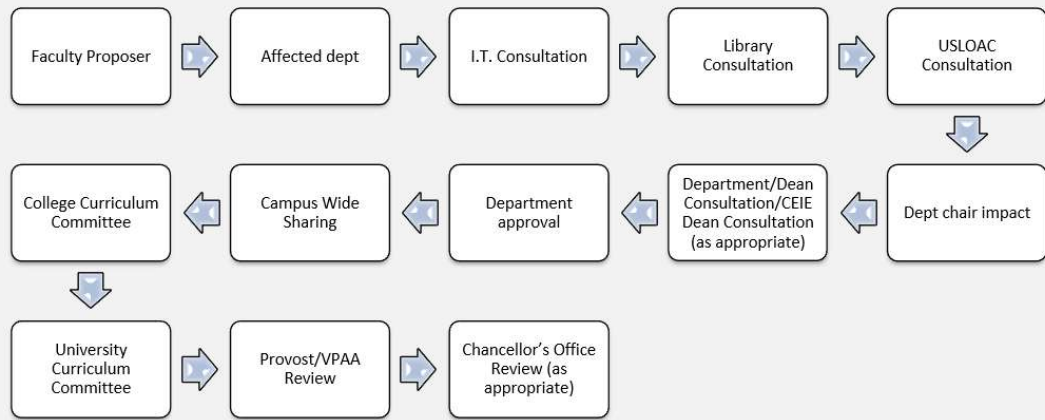 Faculty Proposer
Affected dept
I.T. Consultation
Library
Consultation
USLOAC
Consultation
Dept chair impact
Department/Dean
Consultation/CEIE
Dean Consultation
(as appropriate)
Department
approval
Campus Wide
Sharing
College Curriculum
Committee
University
Curriculum
Committee
Provost/VPAA
Review
Chancellor’s Office
Review (as
appropriate)